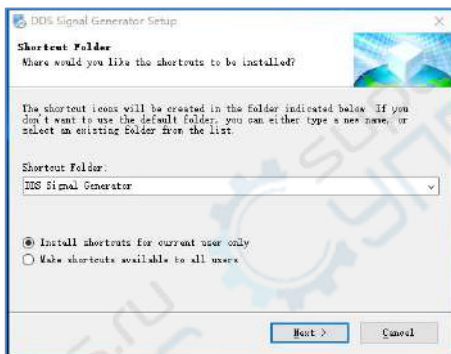 DDS Signal Generator Setup
Shortcut Folder
Where would you like the shortcuts to be installed?
The shortcut icons will be created in the folder indicated below. If you
don't want to use the default folder, you can either type a new name, or
select an existing folder from the list.
Shortcut Folder:
DDS Signal Generator
Install shortcuts for current user only
Make shortcuts available to all users
Next >
Cancel